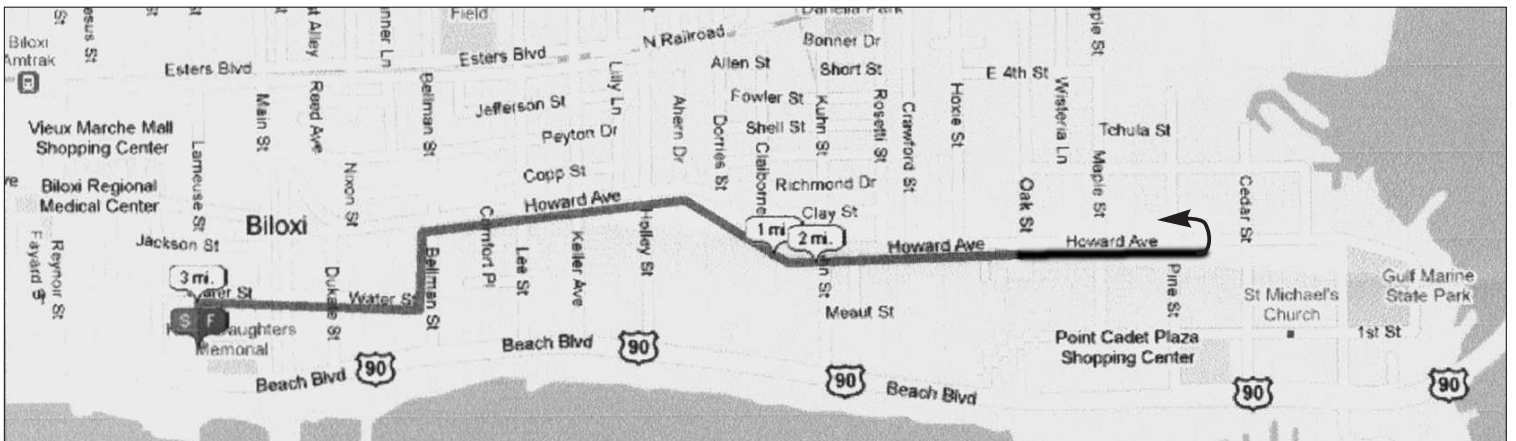 Field
Biloxi
Amtrak
Esters Blvd
Esters Blvd
N Railroad
Bonner Dr
Allen St
Short St
E 4th St
Main St
Reed Ave
Bellman St
Lilly Ln
Jefferson St
Peyton Dr
Ahern Dr
Dorries St
Fowler St
Shell St
Claiborne
Kuhn St
Rosetti St
Crawford St
Hoxie St
Wisteria Ln
Tchula St
Vieux Marche Mall
Shopping Center
Lameuse St
Biloxi Regional
Medical Center
Nixon St
Copp St
Howard Ave
Richmond Dr
Clay St
Oak St
Maple St
Cedar St
Biloxi
Jackson St
Fayard St
Reynoir St
Comfort Pl
Lee St
Keller Ave
Holley St
1 mi.
2 mi.
Howard Ave
Howard Ave
3 mi.
Water St
Dukate St
Bellman St
Meaut St
Pine St
St Michael's
Church
Gulf Marine
State Park
1st St
S F
Daughters
Memorial
Beach Blvd
90
Beach Blvd
90
90
Beach Blvd
Point Cadet Plaza
Shopping Center
90
90